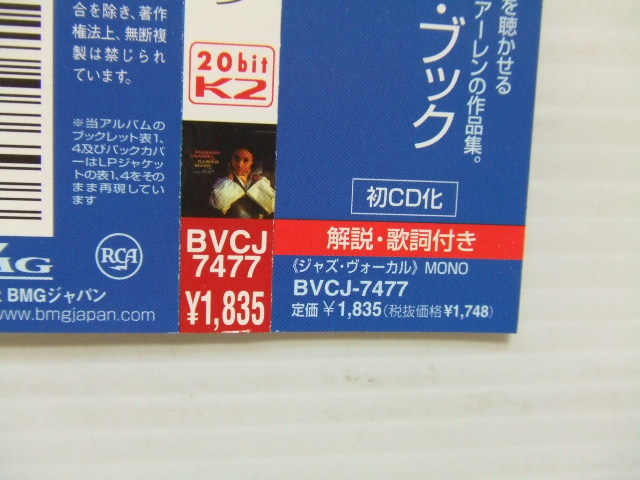 合を除き、著作
権法上、無断複
製は禁じられ
ています。
※当アルバムの
ブックレット表1、
4及びバックカバ
ーはLPジャケッ
トの表1、4をその
まま再現していま
す
RCA
BMGジャパン
www.bmgjapan.com
20bit
K2
BVCJ
7477
¥1,835
を聴かせる
アーレンの作品集。
・ブック
初CD化
解説・歌詞付き
《ジャズ・ヴォーカル》 MONO
BVCJ-7477
定価 ¥1,835(税抜価格¥1,748)